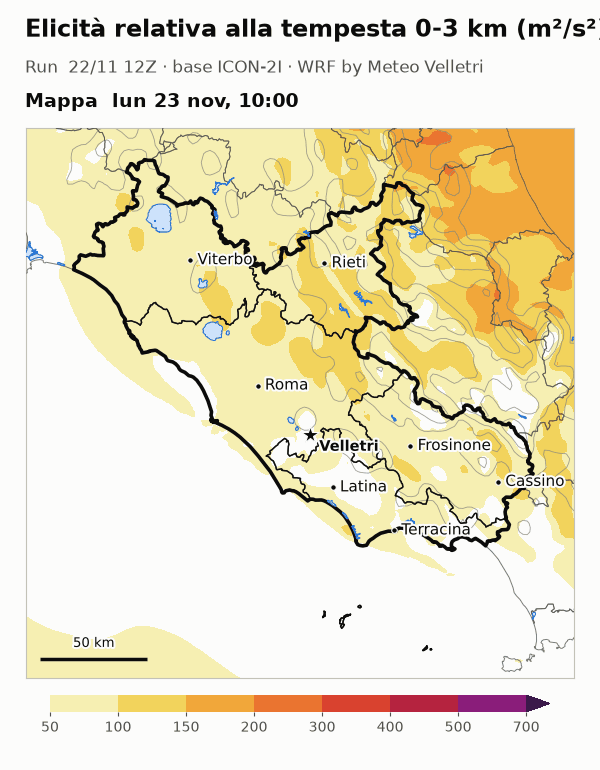 Elicità relativa alla tempesta 0-3 km (m²/s²)
Run 22/11 12Z · base ICON-2I · WRF by Meteo Velletri
Mappa lun 23 nov, 10:00
Viterbo
Rieti
Roma
Velletri
Frosinone
Cassino
Latina
Terracina
50 km
50 100 150 200 300 400 500 700